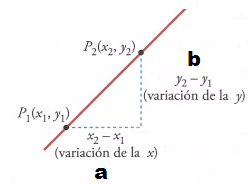 P₂(x₂, y₂)
b
y₂ – y₁
(variación de la y)
P₁(x₁, y₁)
x₂ – x₁
(variación de la x)
a